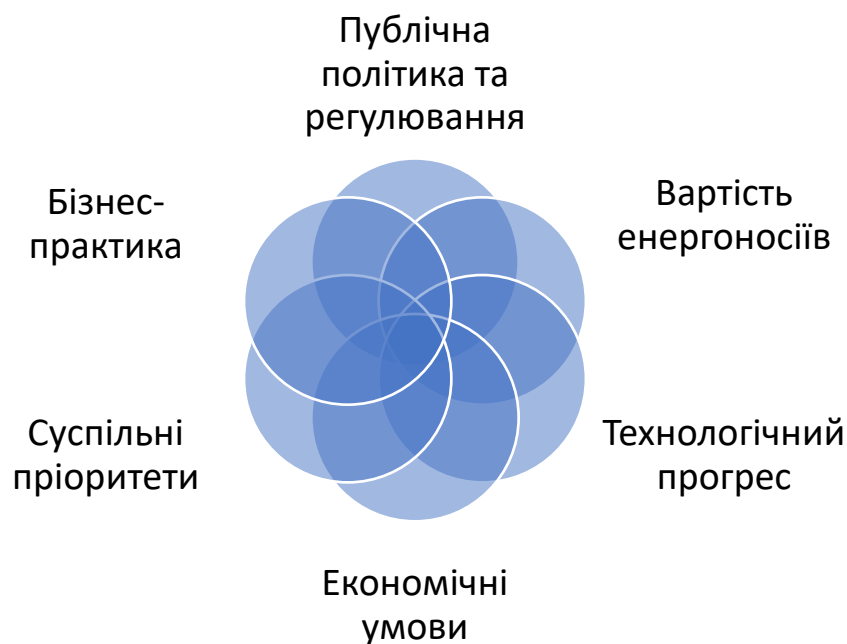 Публічна
політика та
регулювання
Вартість
енергоносіїв
Технологічний
прогрес
Економічні
умови
Суспільні
пріоритети
Бізнес-
практика